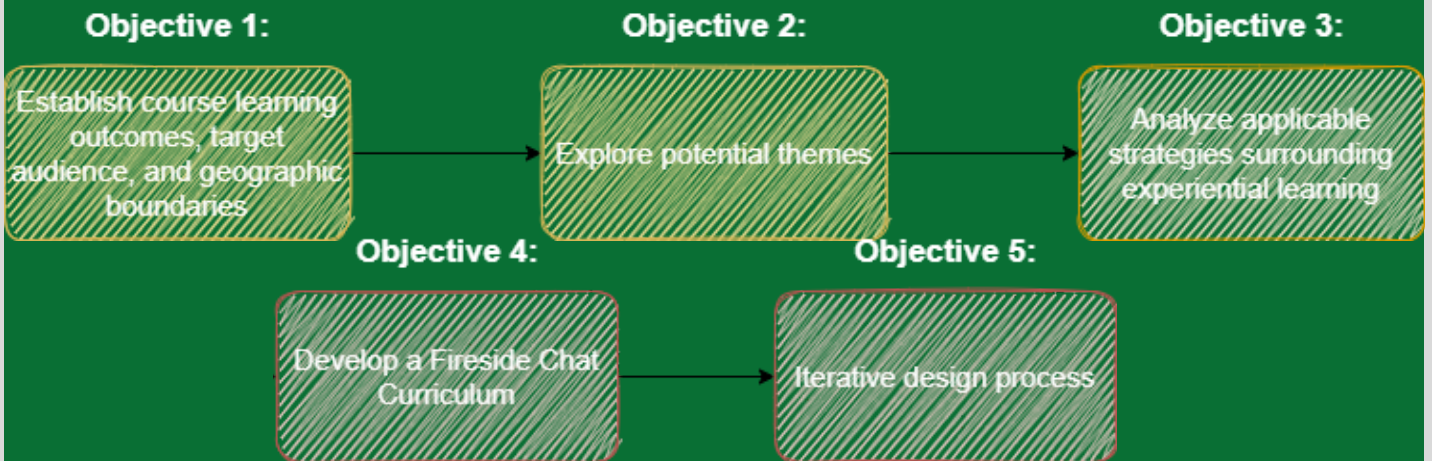 Objective 1:
Objective 2:
Objective 3:
Establish course learning
outcomes, target
audience, and geographic
boundaries
Explore potential themes
Analyze applicable
strategies surrounding
experiential learning
Objective 4:
Objective 5:
Develop a Fireside Chat
Curriculum
Iterative design process